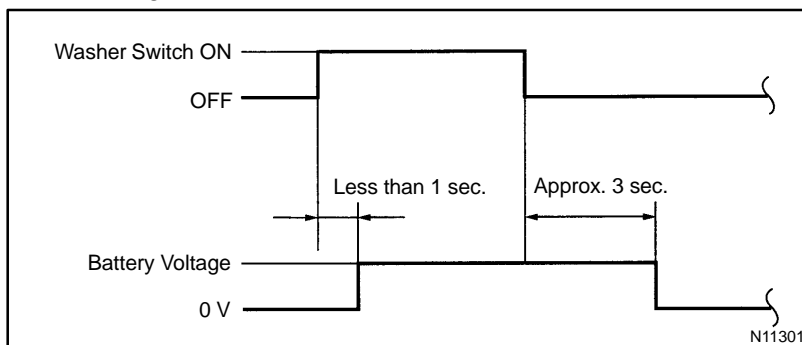 Washer Switch ON
OFF
Less than 1 sec.
Approx. 3 sec.
Battery Voltage
0 V
N11301